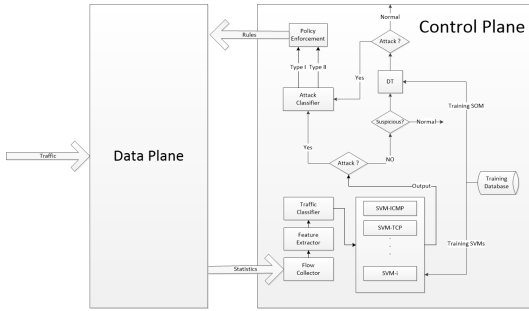 Normal
Control Plane
Policy
Enforcement
Rules
Attack ?
Type I
Type II
Yes
DT
Attack
Classifier
Training SOM
Suspicious?
Normal
Yes
Data Plane
Traffic
Attack ?
NO
Output
Training
Database
Traffic
Classifier
SVM-ICMP
SVM-TCP
.
.
.
Feature
Extractor
Training SVMs
Statistics
Flow
Collector
SVM-i